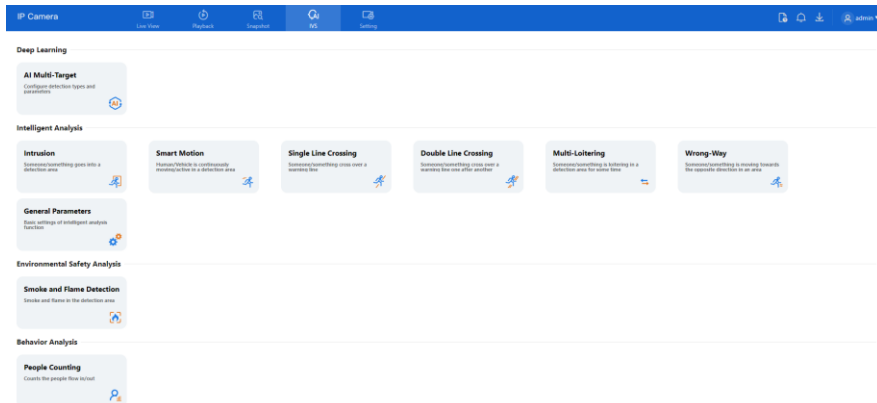 IP Camera
Live View
Playback
Snapshot
IVS
Setting
admin
Deep Learning
AI Multi-Target
Configure detection types and
parameters
AI
Intelligent Analysis
Intrusion
Someone/something goes into a
detection area
Smart Motion
Human/Vehicle is continuously
moving/active in a detection area
Single Line Crossing
Someone/something cross over a
warning line
Double Line Crossing
Someone/something cross over a
warning line one after another
Multi-Loitering
Someone/something is loitering in a
detection area for some time
Wrong-Way
Someone/something is moving towards
the opposite direction in an area
General Parameters
Basic settings of intelligent analysis
function
Environmental Safety Analysis
Smoke and Flame Detection
Smoke and flame in the detection area
Behavior Analysis
People Counting
Counts the people flow in/out